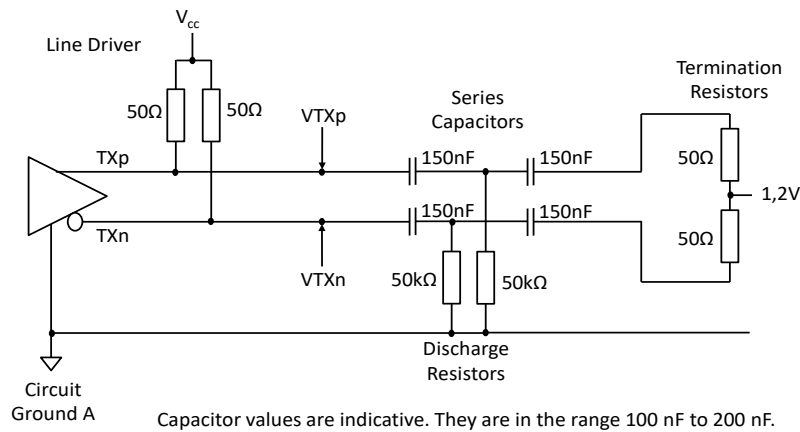 Vcc
Line Driver
Termination
Resistors
50Ω
50Ω
VTXp
Series
Capacitors
TXp
150nF
150nF
50Ω
1,2V
150nF
150nF
TXn
50Ω
VTXn
50kΩ
50kΩ
Discharge
Resistors
Circuit
Ground A
Capacitor values are indicative. They are in the range 100 nF to 200 nF.